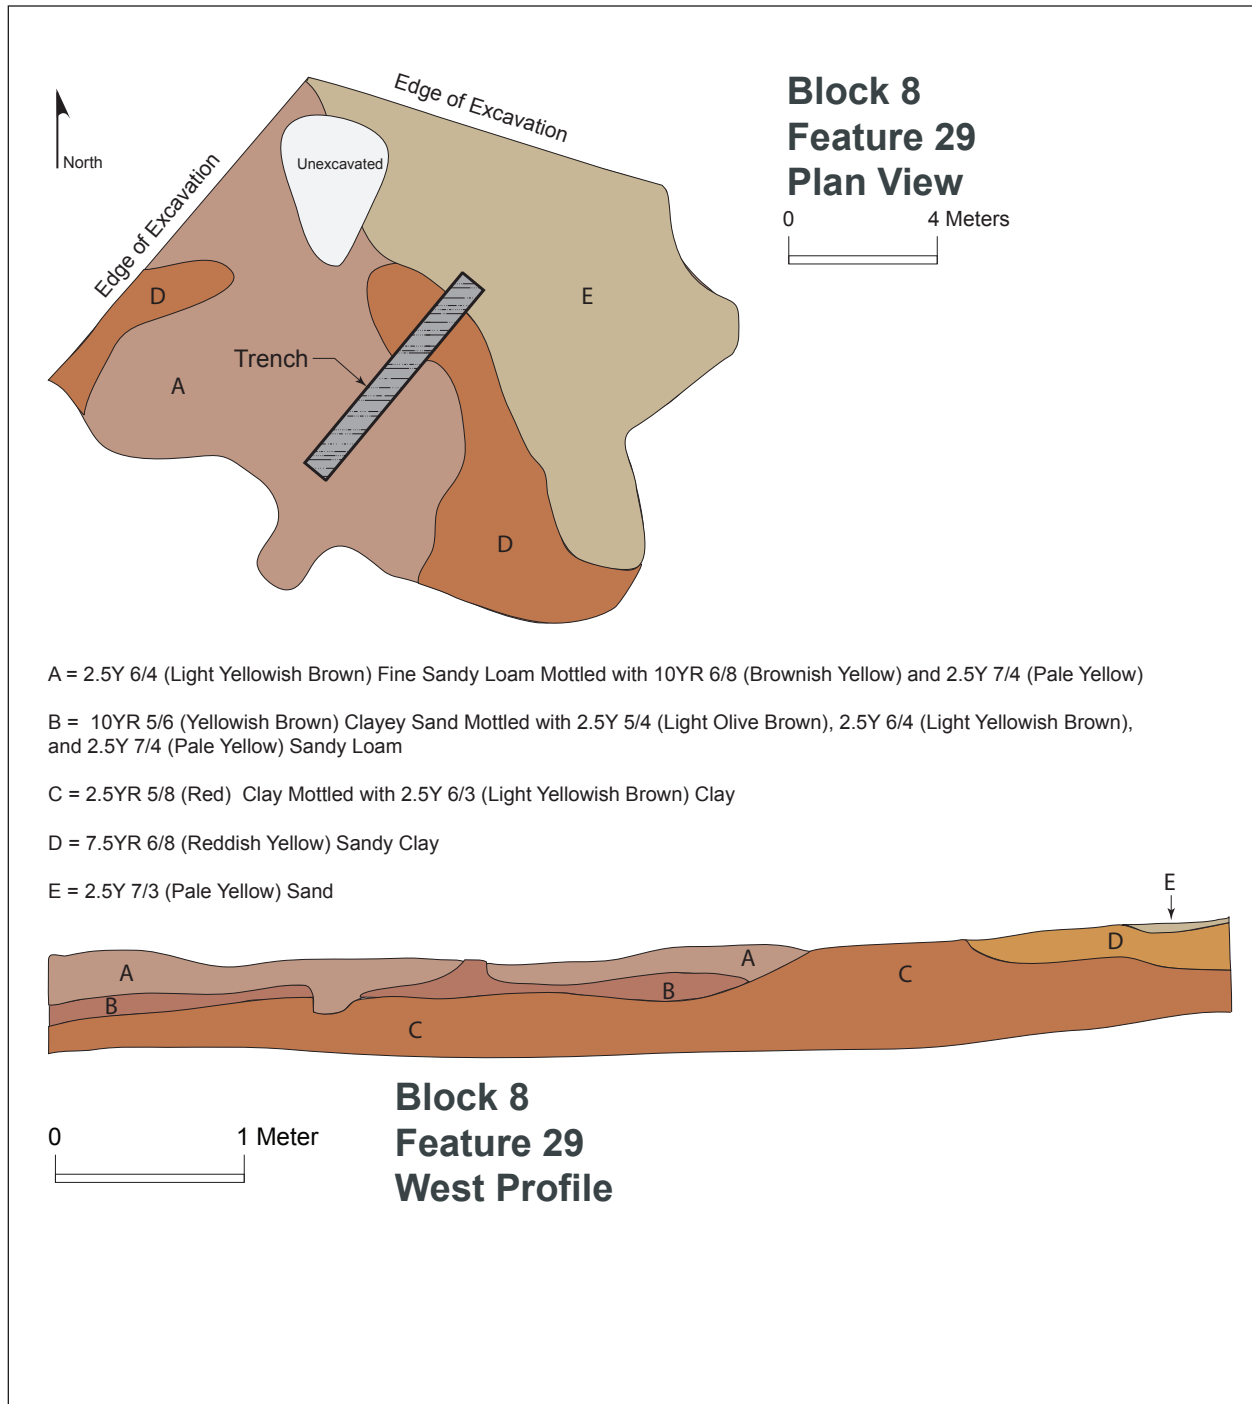 Block 8
Feature 29
Plan View
0 4 Meters
North
Edge of Excavation
Edge of Excavation
Unexcavated
D
E
Trench
A
D
A = 2.5Y 6/4 (Light Yellowish Brown) Fine Sandy Loam Mottled with 10YR 6/8 (Brownish Yellow) and 2.5Y 7/4 (Pale Yellow)
B = 10YR 5/6 (Yellowish Brown) Clayey Sand Mottled with 2.5Y 5/4 (Light Olive Brown), 2.5Y 6/4 (Light Yellowish Brown),
and 2.5Y 7/4 (Pale Yellow) Sandy Loam
C = 2.5YR 5/8 (Red) Clay Mottled with 2.5Y 6/3 (Light Yellowish Brown) Clay
D = 7.5YR 6/8 (Reddish Yellow) Sandy Clay
E = 2.5Y 7/3 (Pale Yellow) Sand
E
D
A
A
C
B
B
C
Block 8
Feature 29
West Profile
0 1 Meter